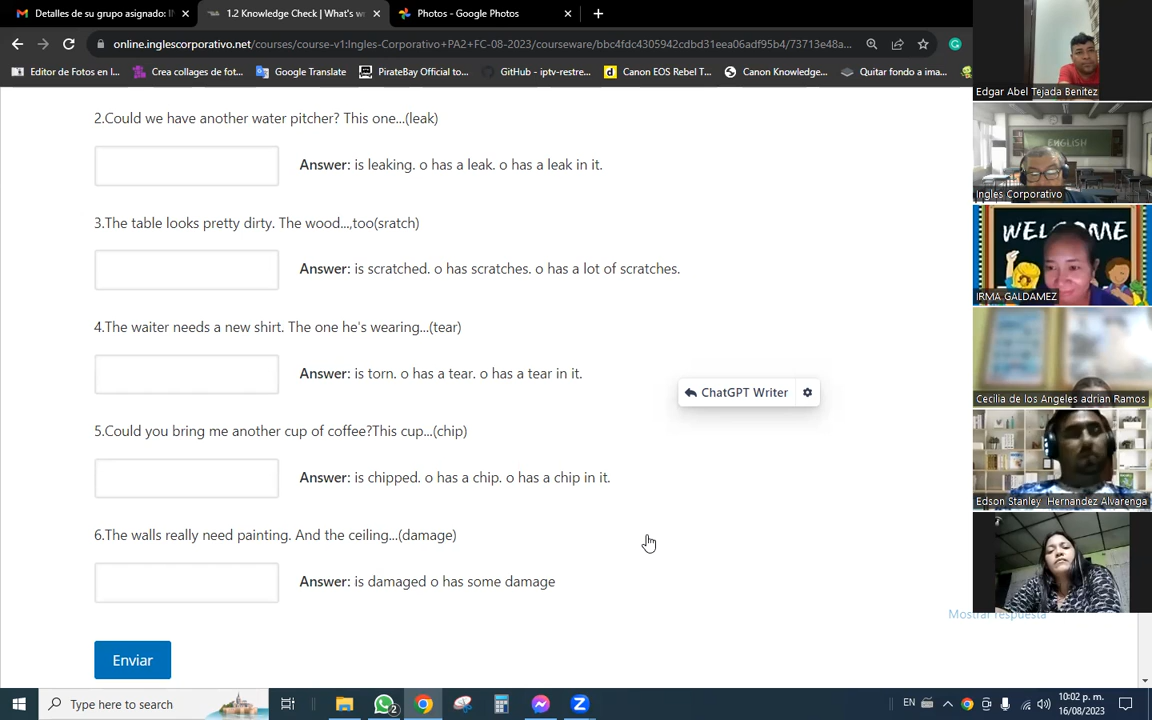 Detalles de su grupo asignado: II
1.2 Knowledge Check | What's w
Photos - Google Photos
online.inglescorporativo.net/courses/course-v1:Ingles-Corporativo+PA2+FC-08-2023/courseware/bbc4fdc4305942cdbd31eea06adf95b4/73713e48a...
Editor de Fotos en l...
Crea collages de fot...
Google Translate
PirateBay Official to...
GitHub - iptv-restre...
Canon EOS Rebel T...
Canon Knowledge...
Quitar fondo a ima...
2.Could we have another water pitcher? This one...(leak)
Answer: is leaking. o has a leak. o has a leak in it.
3.The table looks pretty dirty. The wood...,too(sratch)
Answer: is scratched. o has scratches. o has a lot of scratches.
4.The waiter needs a new shirt. The one he's wearing...(tear)
Answer: is torn. o has a tear. o has a tear in it.
ChatGPT Writer
5.Could you bring me another cup of coffee?This cup...(chip)
Answer: is chipped. o has a chip. o has a chip in it.
6.The walls really need painting. And the ceiling...(damage)
Answer: is damaged o has some damage
Mostrar respuesta
Enviar
Edgar Abel Tejada Benitez
ENGLISH
Ingles Corporativo
WELCOME
IRMA GALDAMEZ
Cecilia de los Angeles adrian Ramos
Edson Stanley Hernandez Alvarenga
Type here to search
2
EN
10:02 p. m.
16/08/2023